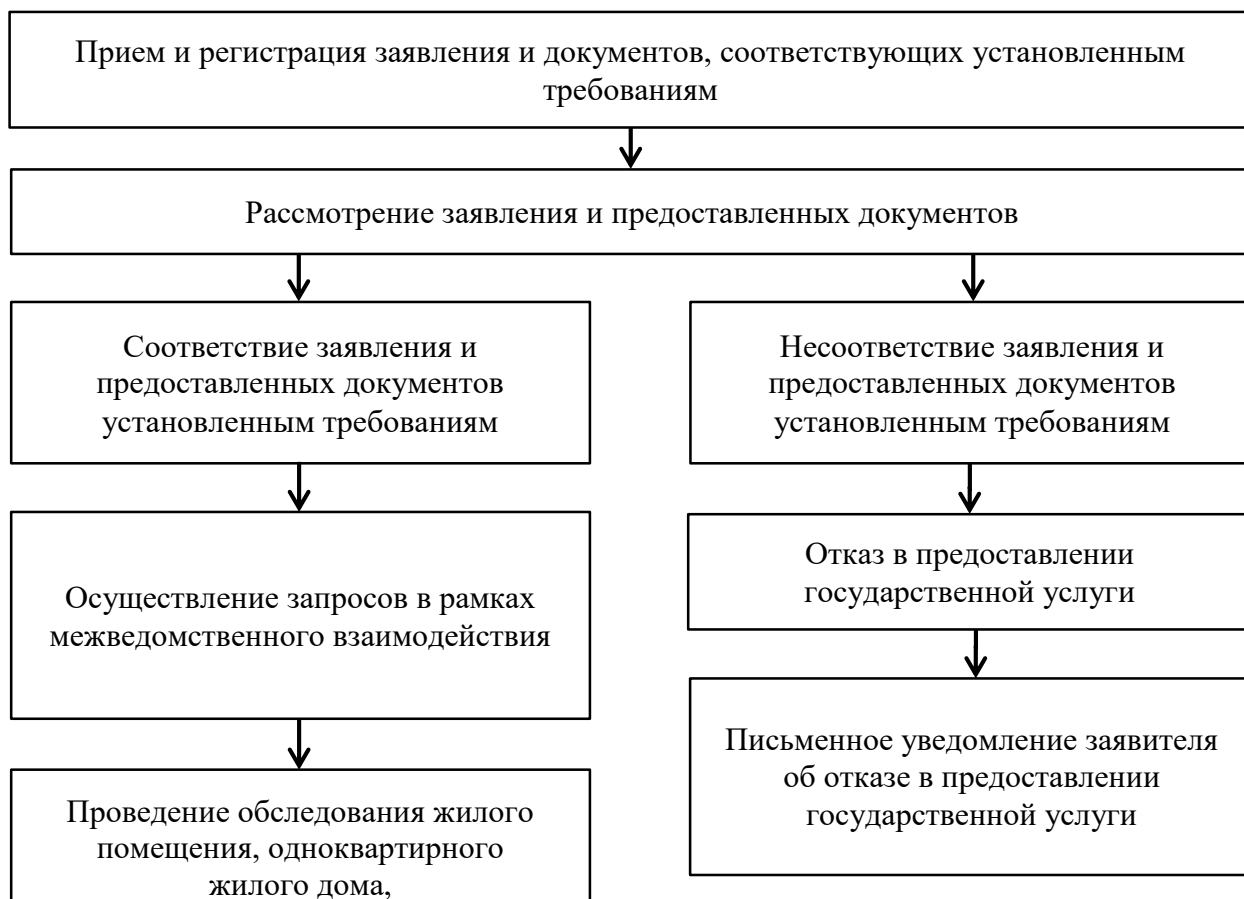 Прием и регистрация заявления и документов, соответствующих установленным
требованиям
Рассмотрение заявления и предоставленных документов
Соответствие заявления и
предоставленных документов
установленным требованиям
Несоответствие заявления и
предоставленных документов
установленным требованиям
Осуществление запросов в рамках
межведомственного взаимодействия
Отказ в предоставлении
государственной услуги
Письменное уведомление заявителя
об отказе в предоставлении
государственной услуги
Проведение обследования жилого
помещения, одноквартирного
жилого дома,